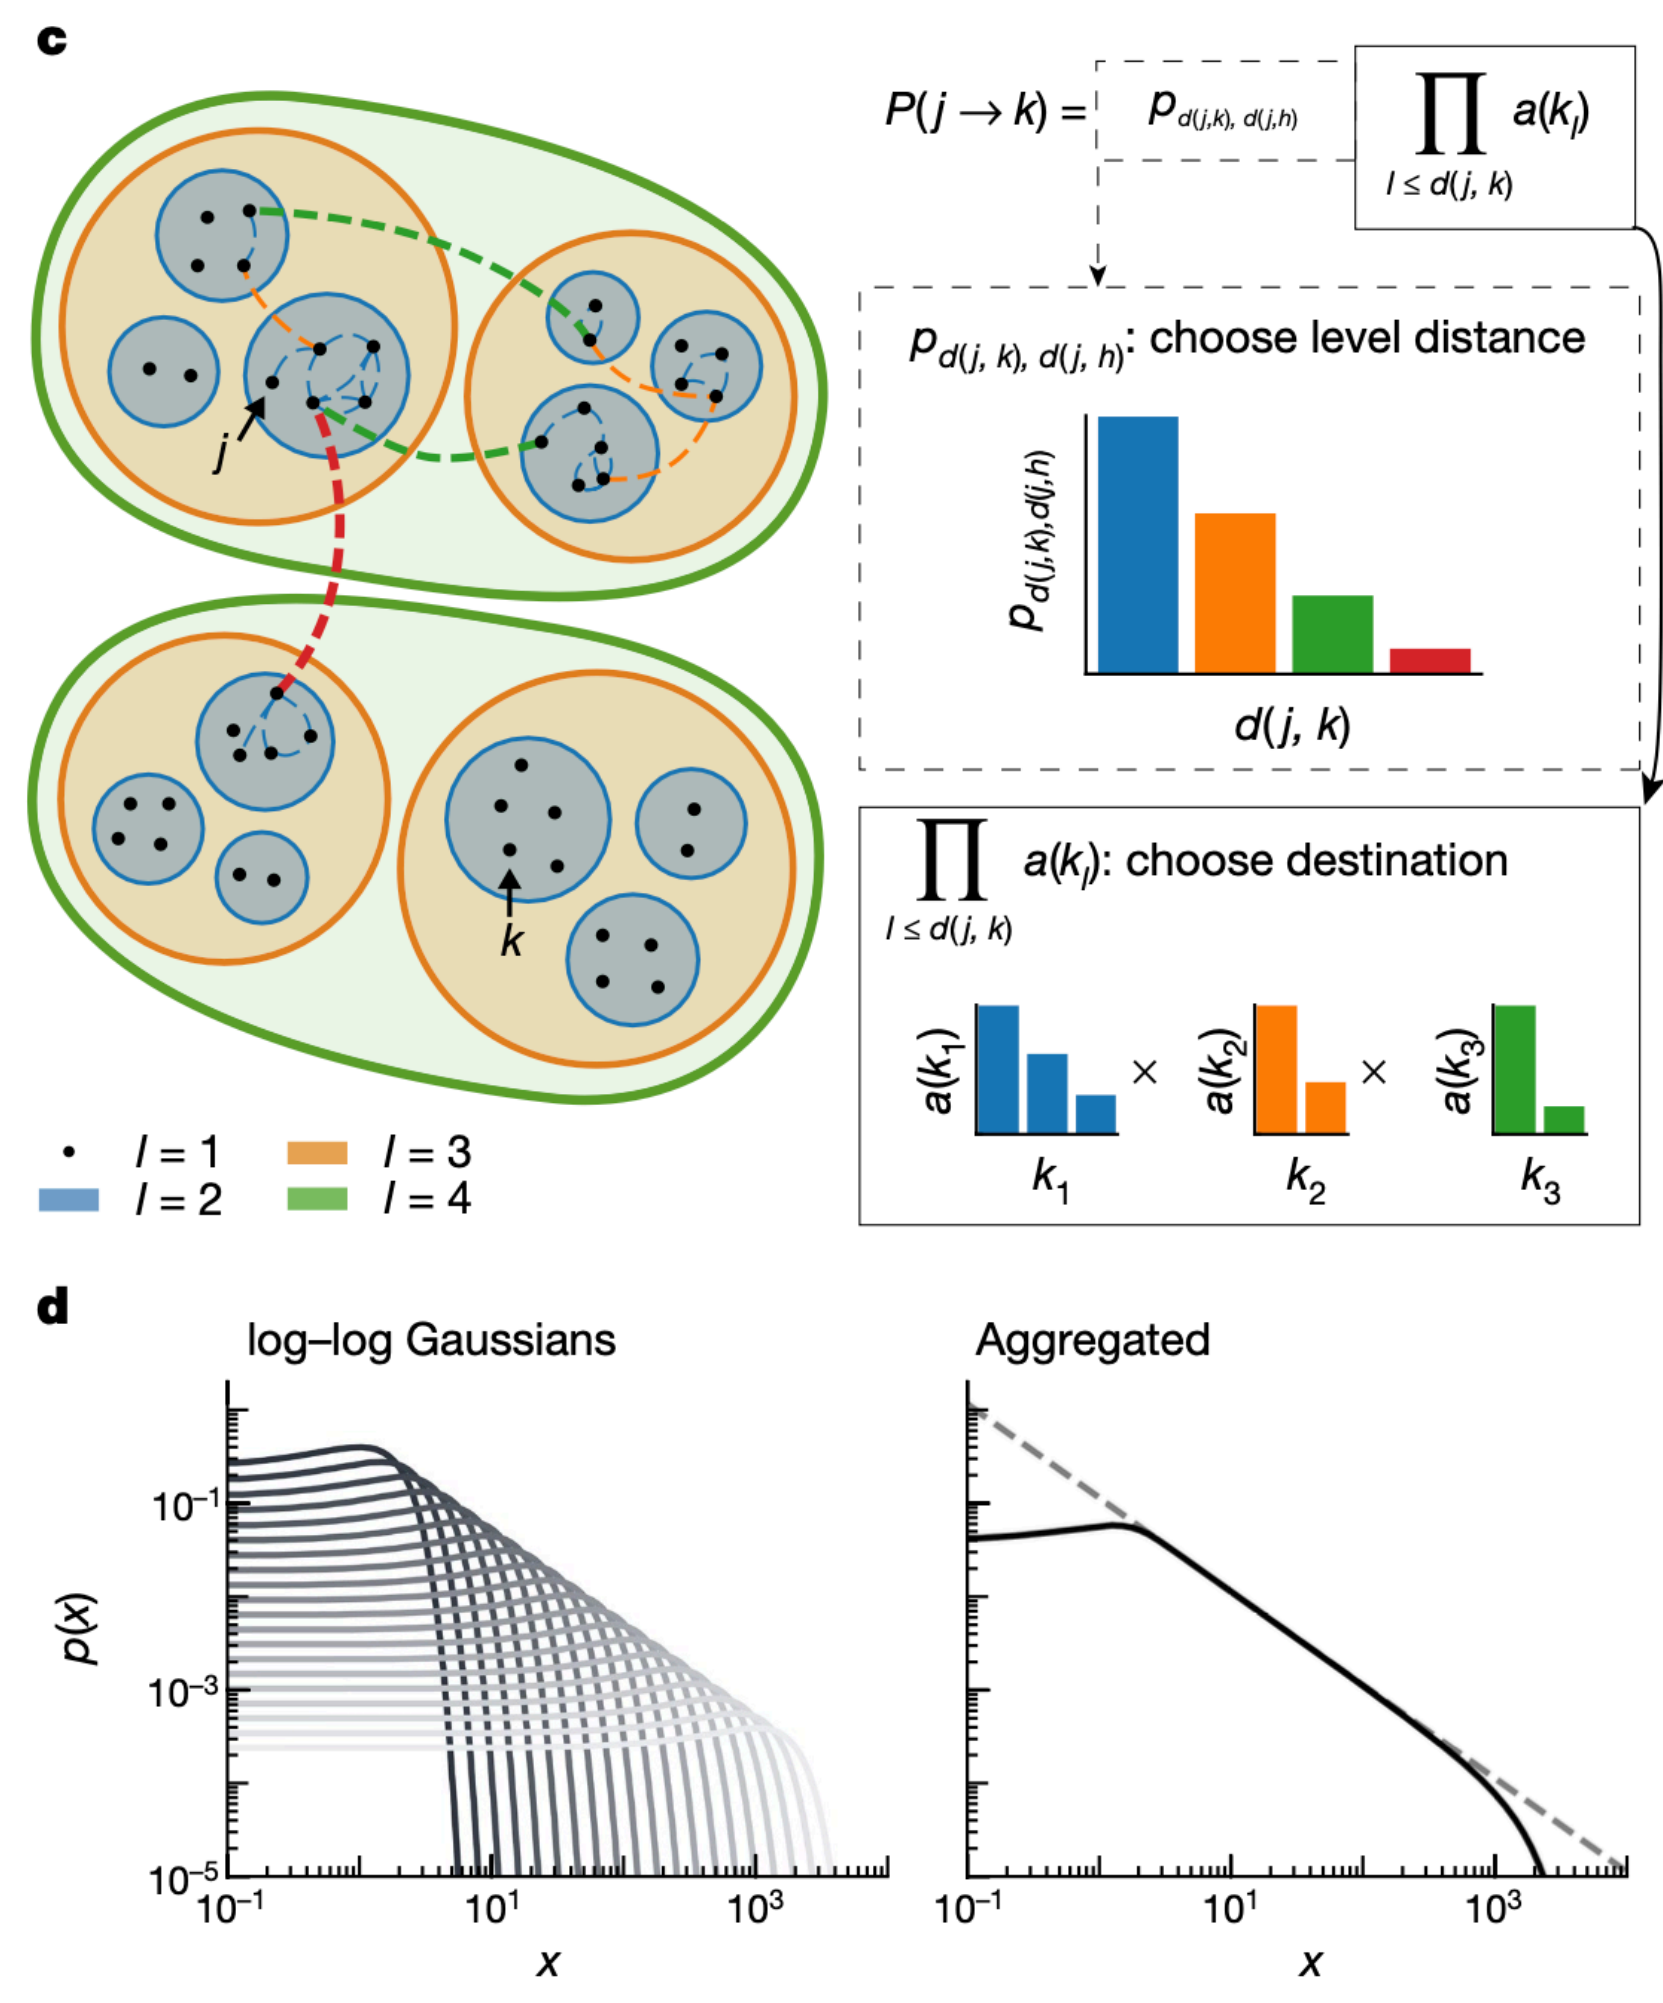 c
P(j → k) = p_{d(j,k), d(j,h)} ∏_{l ≤ d(j, k)} a(k_l)
p_{d(j, k), d(j, h)}: choose level distance
p_{d(j,k),d(j,h)}
d(j, k)
j
k
∏_{l ≤ d(j, k)} a(k_l): choose destination
a(k_1) × a(k_2) × a(k_3)
k_1 k_2 k_3
l = 1 l = 3
l = 2 l = 4
d
log–log Gaussians Aggregated
p(x)
10^{–1}
10^{–3}
10^{–5}
10^{–1} 10^1 10^3 10^{–1} 10^1 10^3
x x